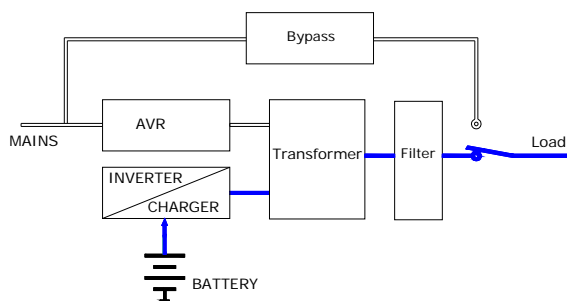 Bypass
MAINS
AVR
Transformer
Filter
Load
INVERTER
CHARGER
BATTERY